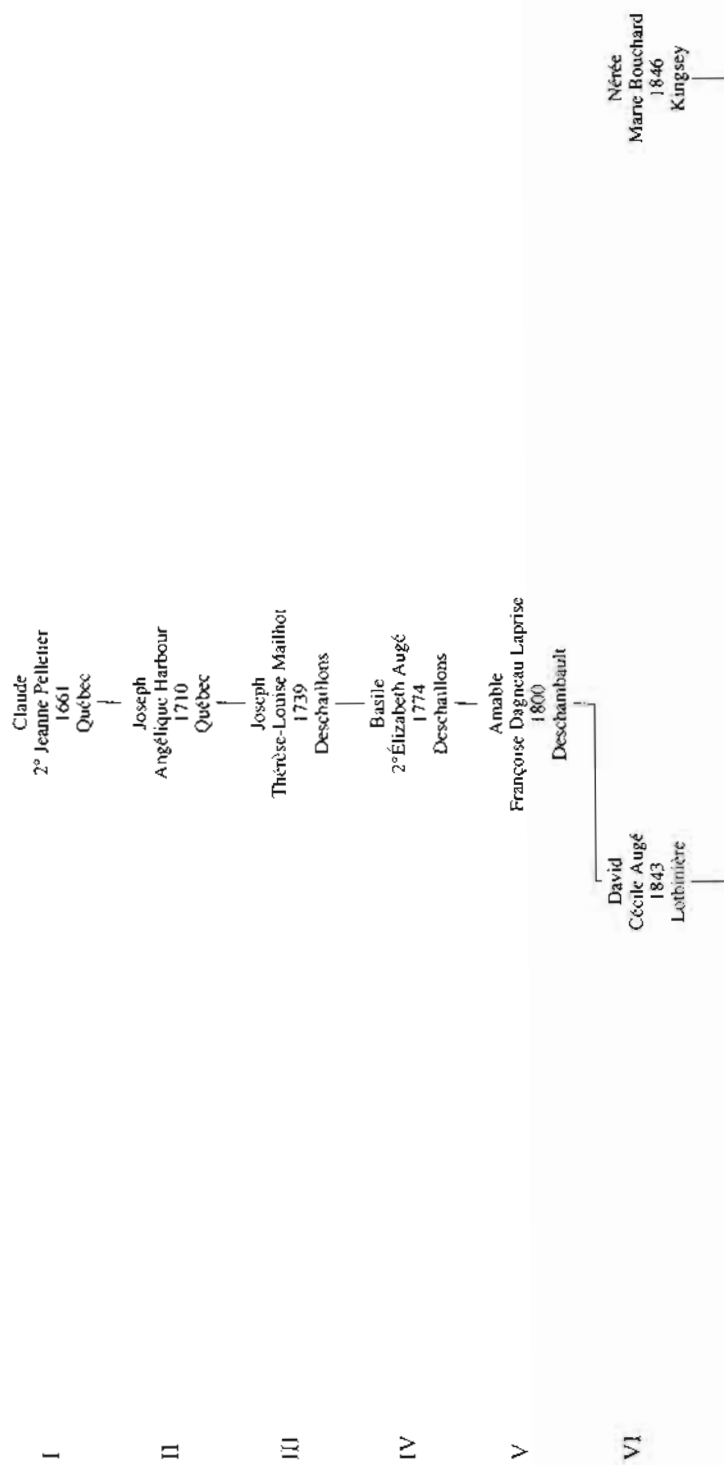 I
Claude
2° Jeanne Pelletier
1661
Québec
II
Joseph
Angélique Harbour
1710
Québec
III
Joseph
Thérèse-Louise Mailhot
1739
Deschaillons
IV
Basile
2° Élizabeth Augé
1774
Deschaillons
V
Amable
Françoise Dagneau Laprise
1800
Deschambault
VI
David
Cécile Augé
1843
Lotbinière
Nérée
Marie Bouchard
1846
Kingsey